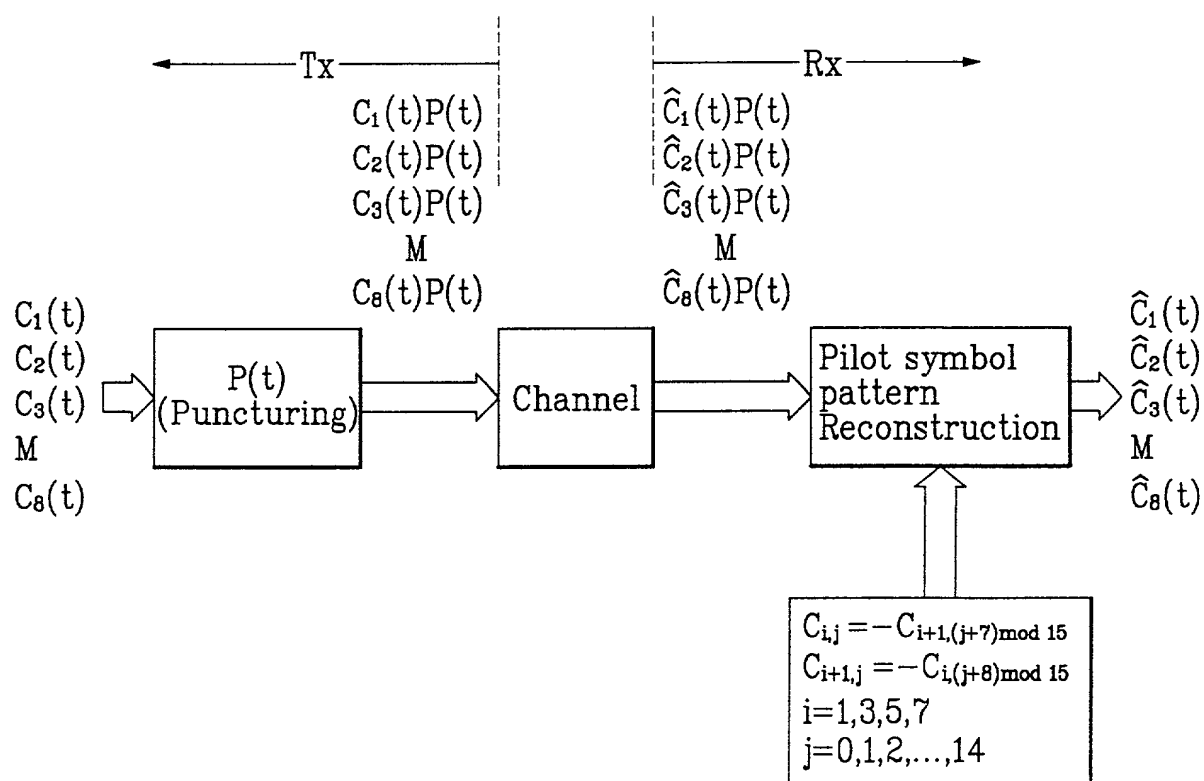 Tx
Rx
C₁(t)P(t)
C₂(t)P(t)
C₃(t)P(t)
M
C₈(t)P(t)
Ĉ₁(t)P(t)
Ĉ₂(t)P(t)
Ĉ₃(t)P(t)
M
Ĉ₈(t)P(t)
C₁(t)
C₂(t)
C₃(t)
M
C₈(t)
P(t)
(Puncturing)
Channel
Pilot symbol
pattern
Reconstruction
Ĉ₁(t)
Ĉ₂(t)
Ĉ₃(t)
M
Ĉ₈(t)
C_{i,j} = -C_{i+1,(j+7)mod 15}
C_{i+1,j} = -C_{i,(j+8)mod 15}
i=1,3,5,7
j=0,1,2,...,14